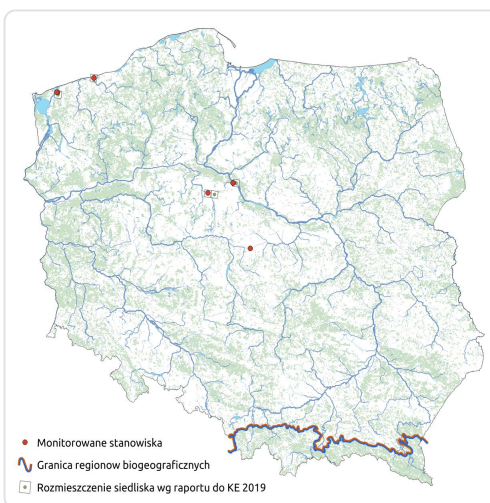 Monitorowane stanowiska
Granica regionow biogeograficznych
Rozmieszczenie siedliska wg raportu do KE 2019